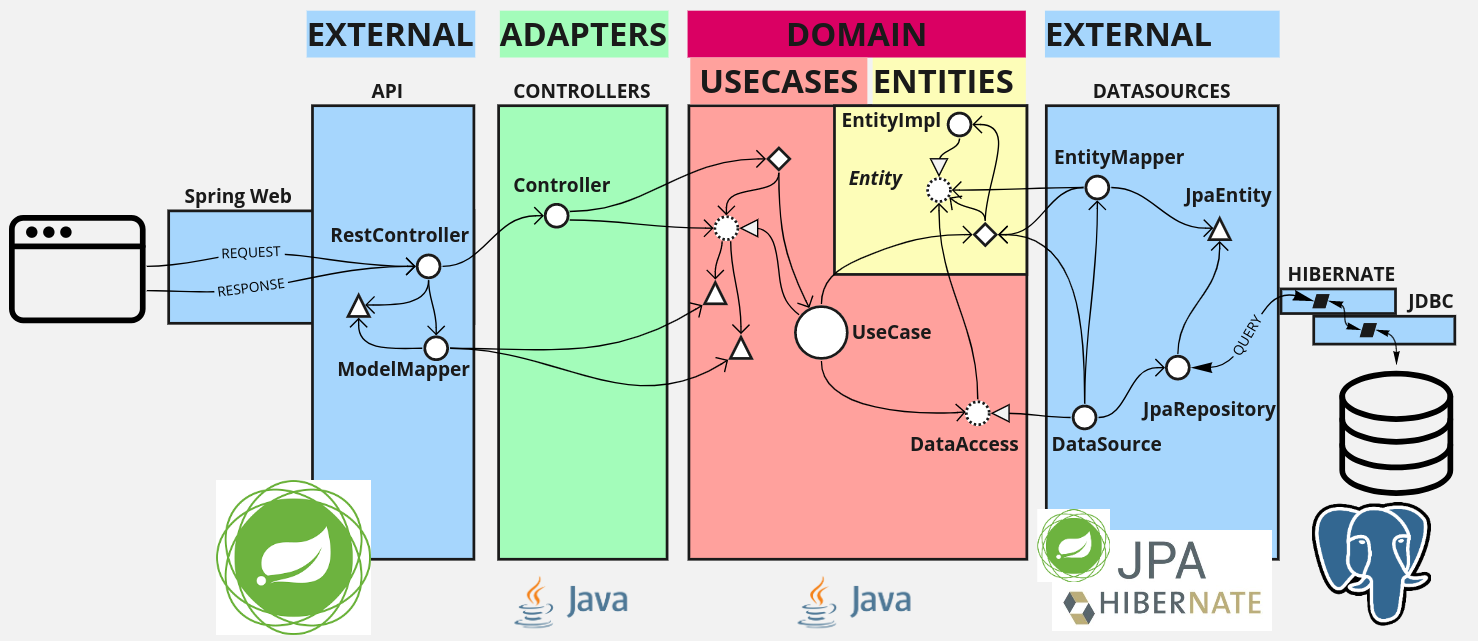 EXTERNAL
ADAPTERS
DOMAIN
EXTERNAL
USECASES
ENTITIES
API
CONTROLLERS
DATASOURCES
EntityImpl
Entity
EntityMapper
JpaEntity
Spring Web
Controller
RestController
REQUEST
RESPONSE
HIBERNATE
JDBC
QUERY
UseCase
ModelMapper
JpaRepository
DataAccess
DataSource
Java
Java
JPA
HIBERNATE